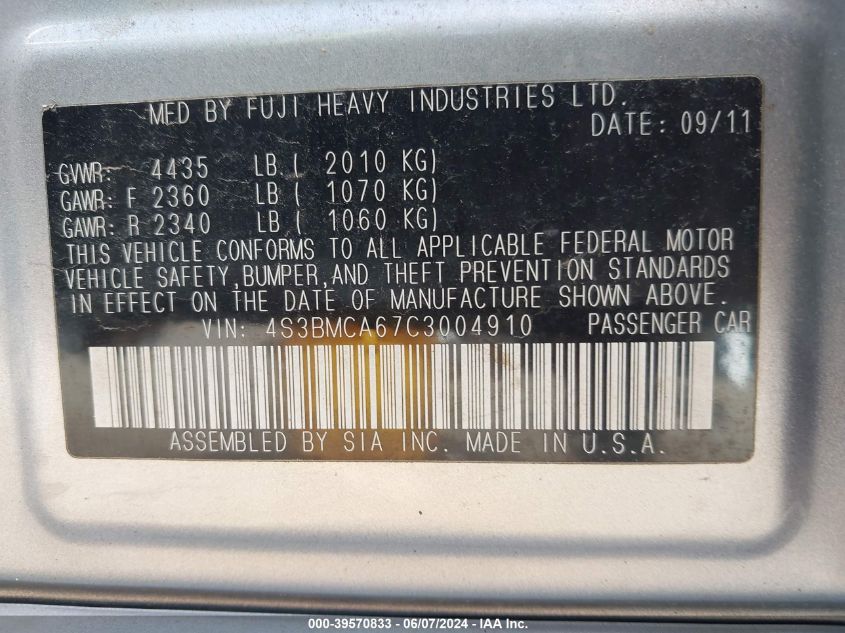 MFD BY FUJI HEAVY INDUSTRIES LTD.
DATE: 09/11
GVWR: 4435 LB ( 2010 KG)
GAWR: F 2360 LB ( 1070 KG)
GAWR: R 2340 LB ( 1060 KG)
THIS VEHICLE CONFORMS TO ALL APPLICABLE FEDERAL MOTOR
VEHICLE SAFETY,BUMPER,AND THEFT PREVENTION STANDARDS
IN EFFECT ON THE DATE OF MANUFACTURE SHOWN ABOVE.
VIN: 4S3BMCA67C3004910 PASSENGER CAR
ASSEMBLED BY SIA INC. MADE IN U.S.A.
000-39570833 - 06/07/2024 - IAA Inc.